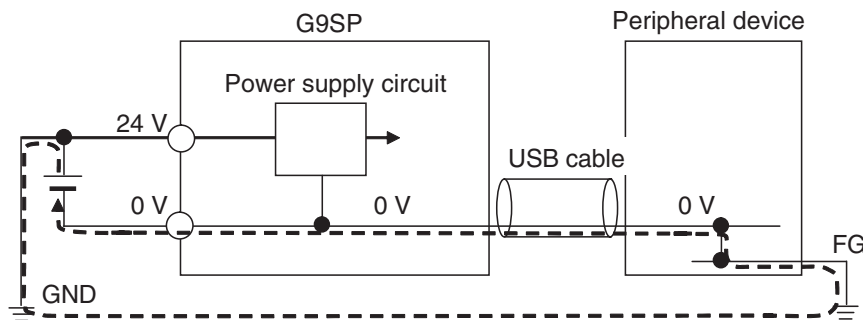 G9SP
Peripheral device
Power supply circuit
24 V
USB cable
0 V
0 V
0 V
FG
GND